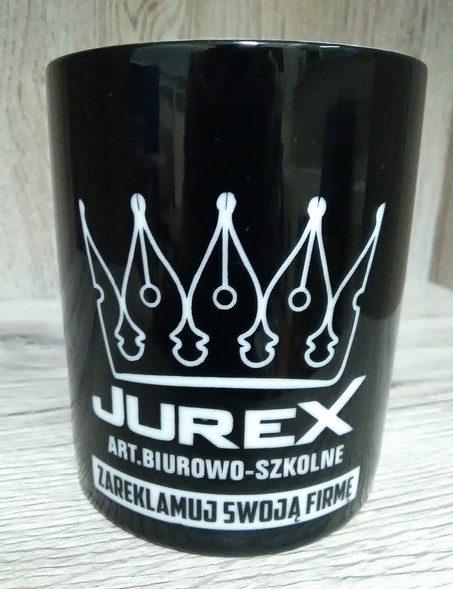 JUREX
ART.BIUROWO-SZKOLNE
ZAREKLAMUJ SWOJĄ FIRMĘ